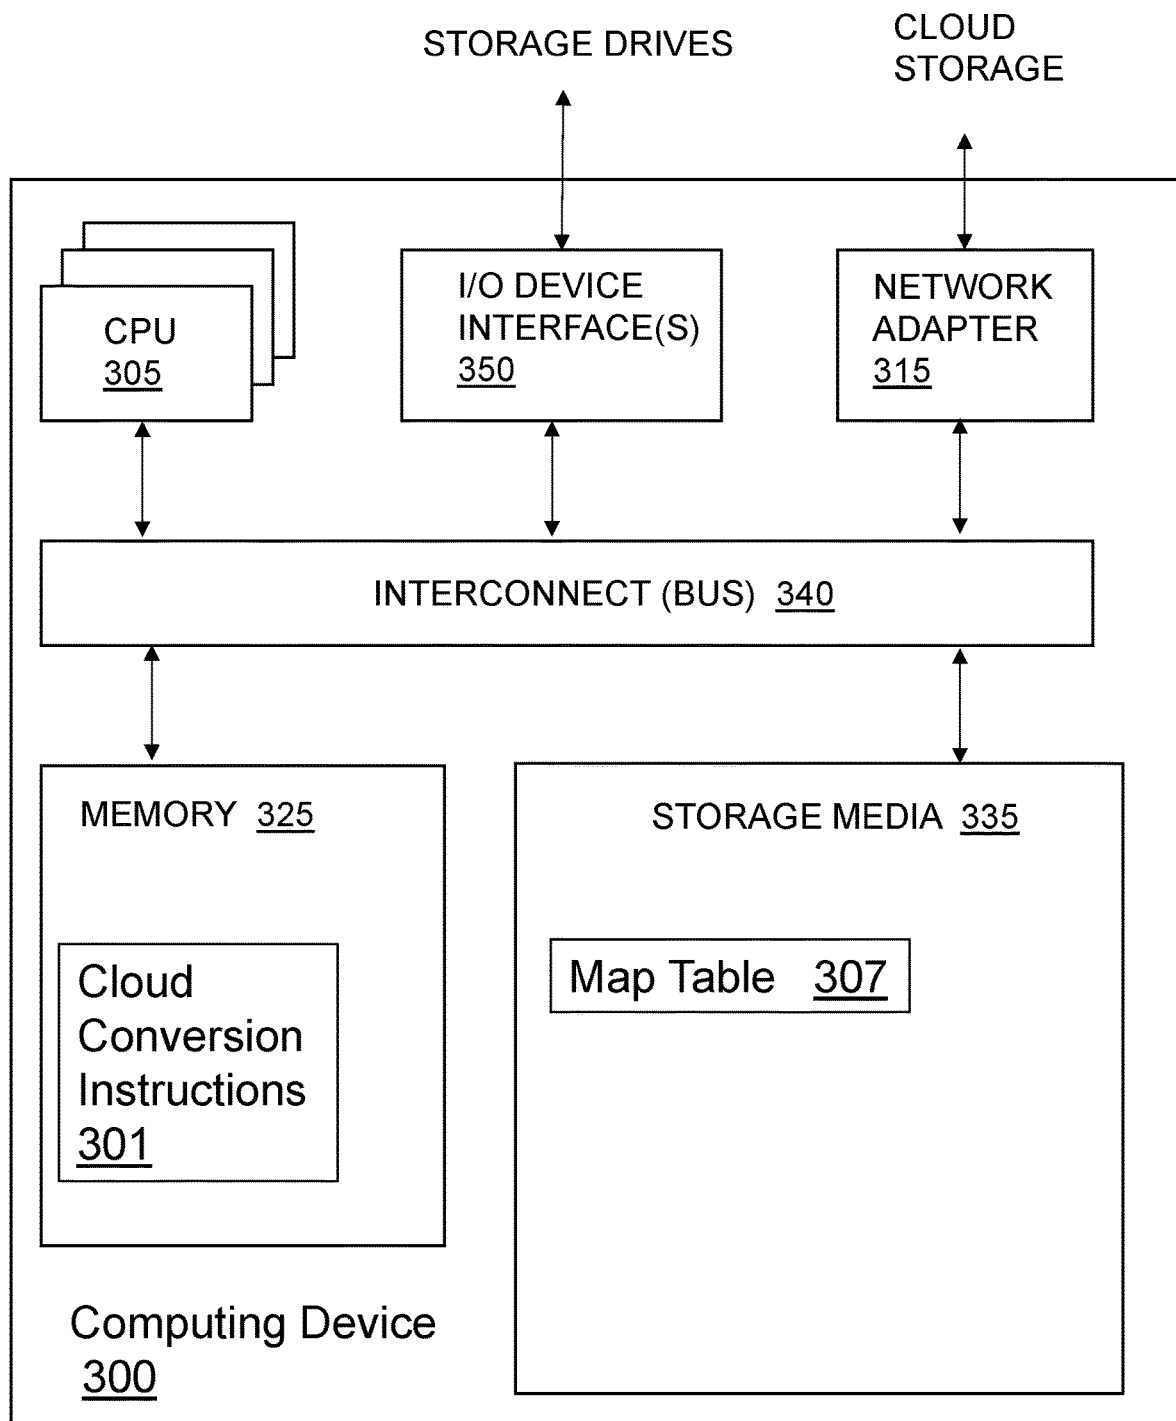 STORAGE DRIVES
CLOUD
STORAGE
CPU
305
I/O DEVICE
INTERFACE(S)
350
NETWORK
ADAPTER
315
INTERCONNECT (BUS) 340
MEMORY 325
Cloud
Conversion
Instructions
301
STORAGE MEDIA 335
Map Table 307
Computing Device
300